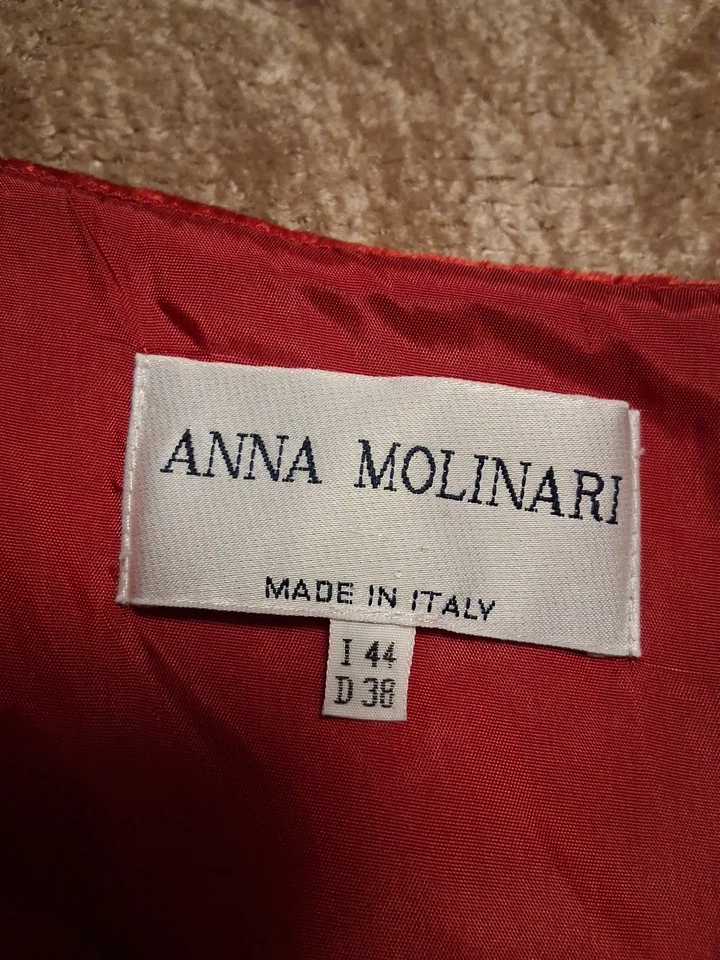 ANNA MOLINARI
MADE IN ITALY
I 44
D 38